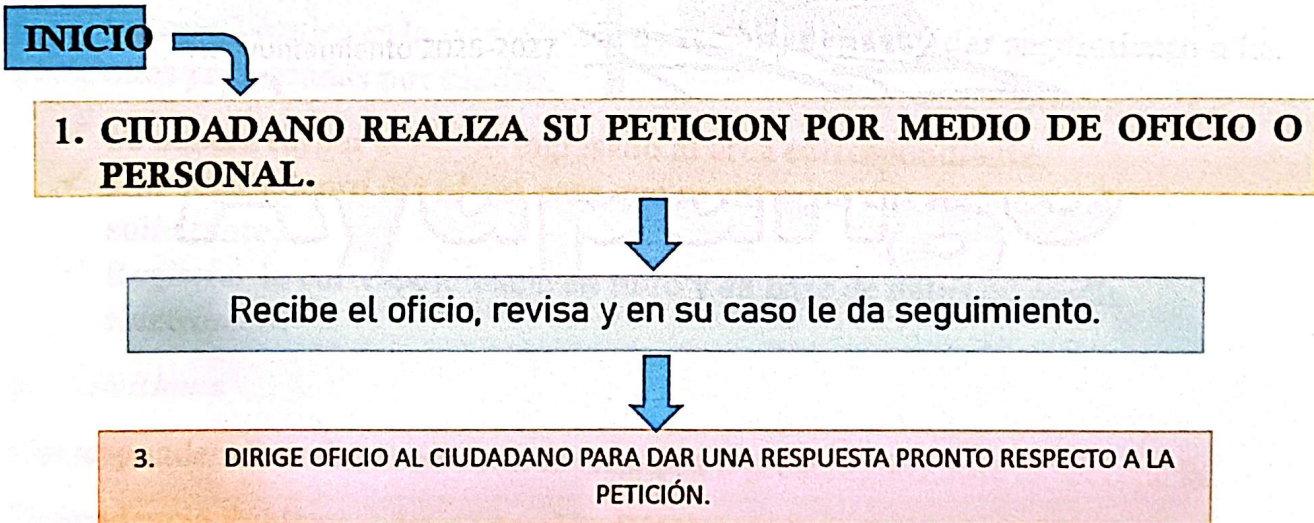 INICIO
1. CIUDADANO REALIZA SU PETICION POR MEDIO DE OFICIO O
PERSONAL.
Recibe el oficio, revisa y en su caso le da seguimiento.
3. DIRIGE OFICIO AL CIUDADANO PARA DAR UNA RESPUESTA PRONTO RESPECTO A LA
PETICIÓN.